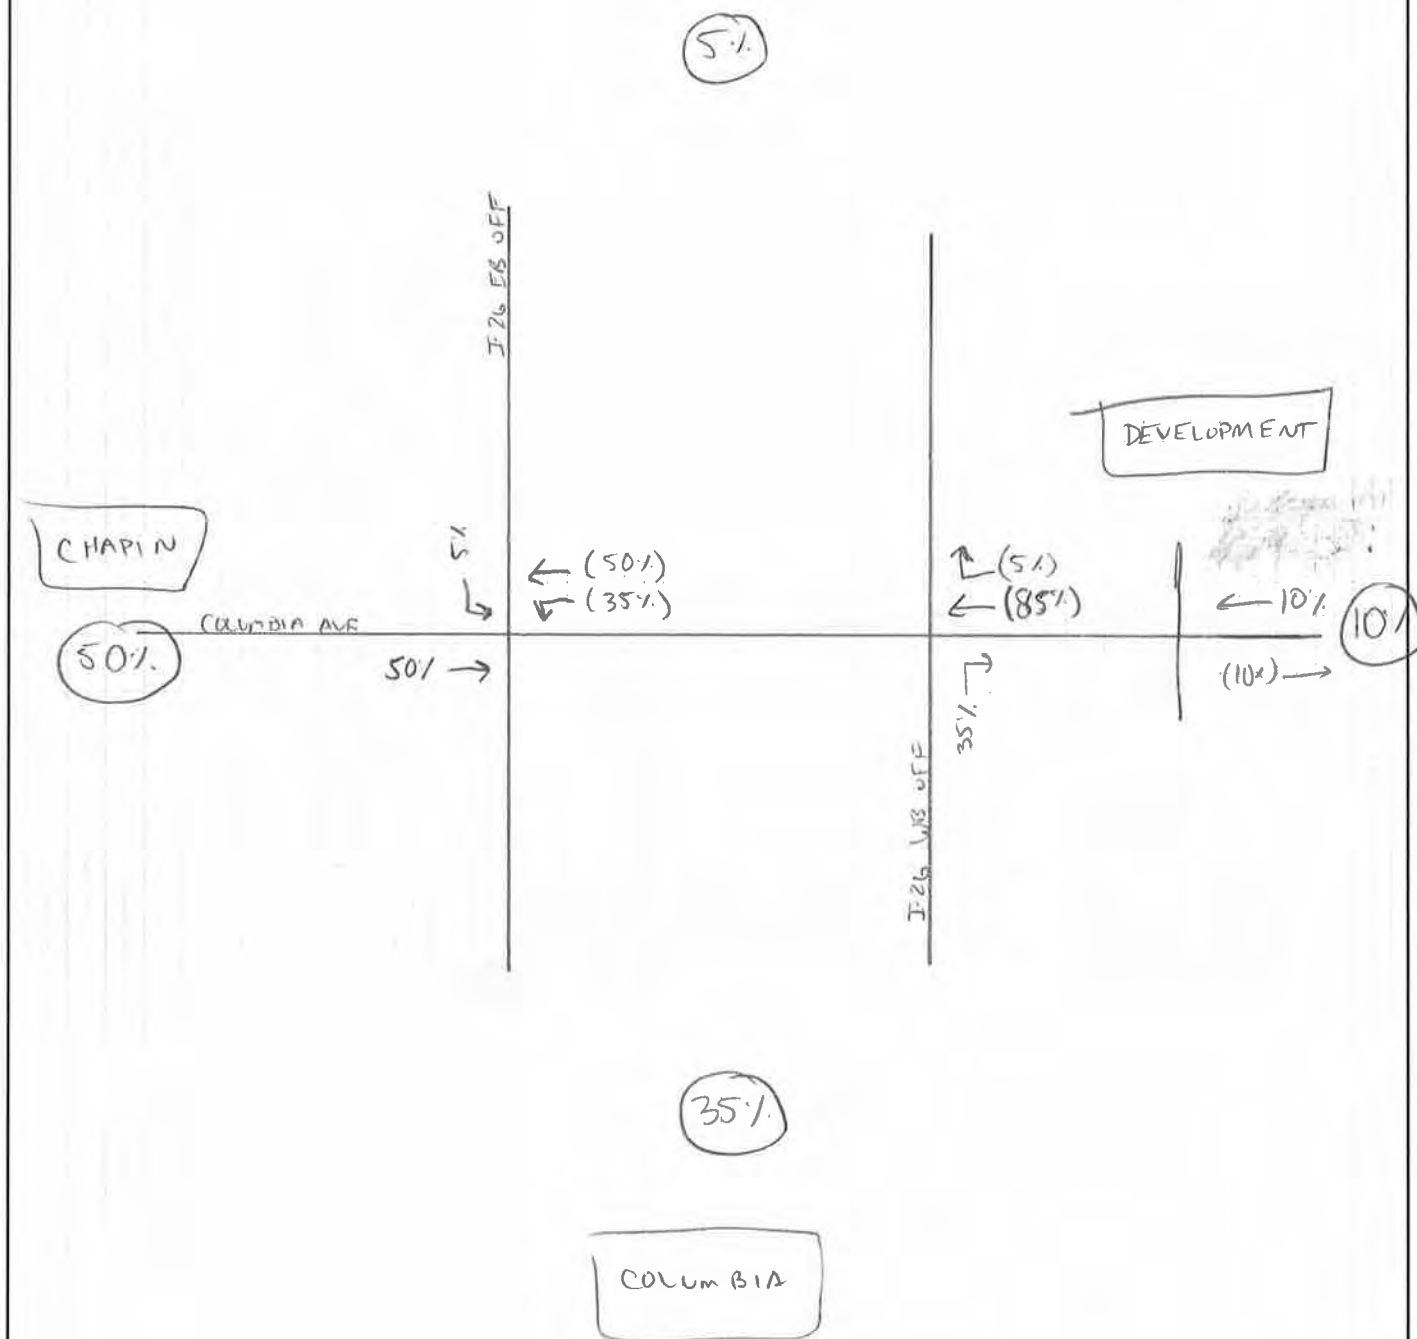 5%
I-26 EB OFF
DEVELOPMENT
CHAPIN
5%
(50%)
(35%)
(5%)
(85%)
10%
10%
COLUMBIA AVE
50%
50%
35%
(10%)
I-26 WB OFF
35%
COLUMBIA